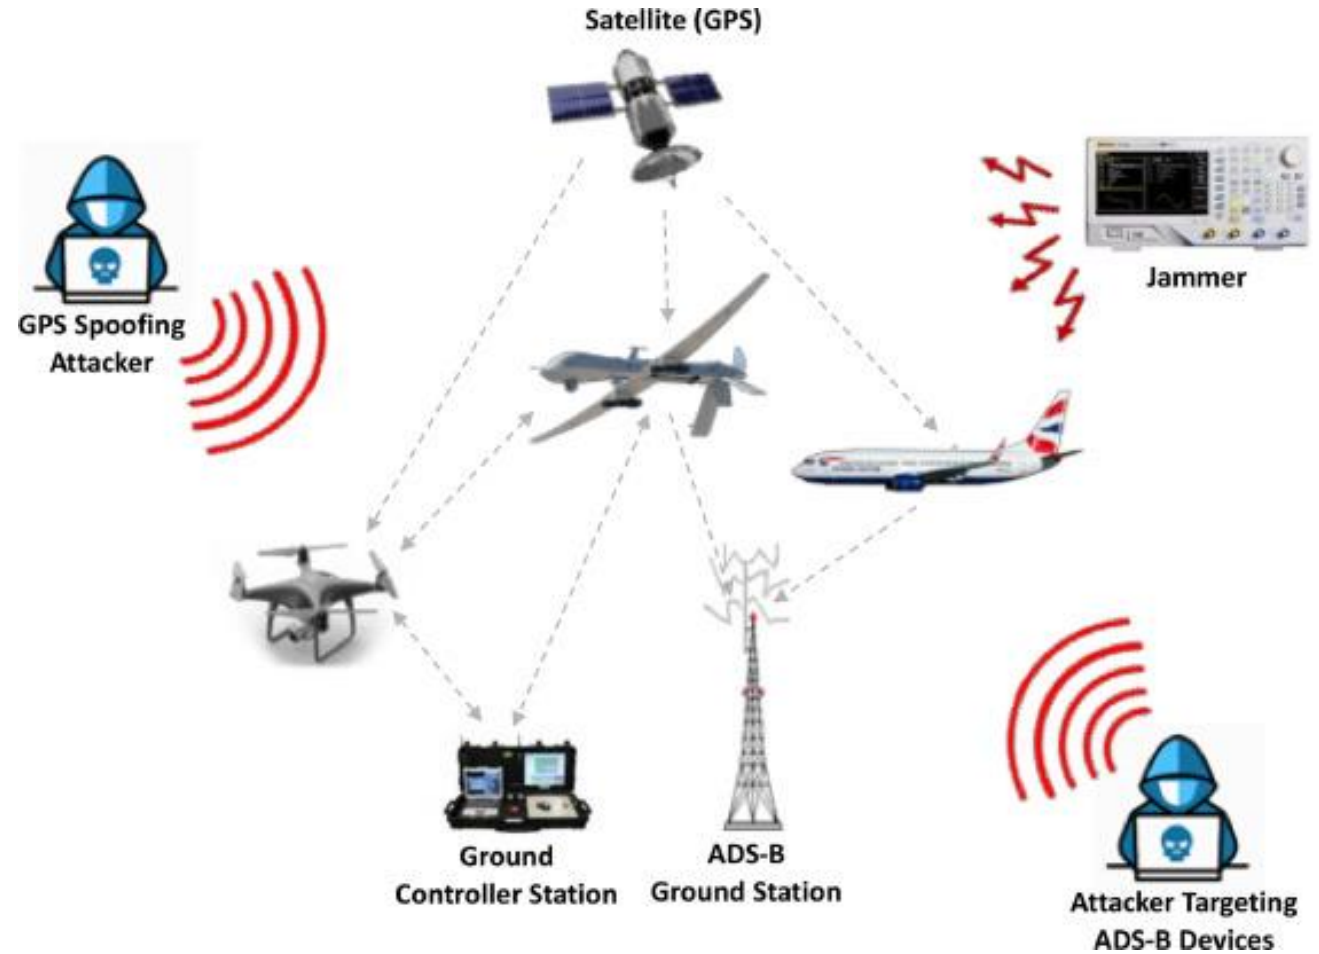 Satellite (GPS)
GPS Spoofing
Attacker
Jammer
Ground
Controller Station
ADS-B
Ground Station
Attacker Targeting
ADS-B Devices